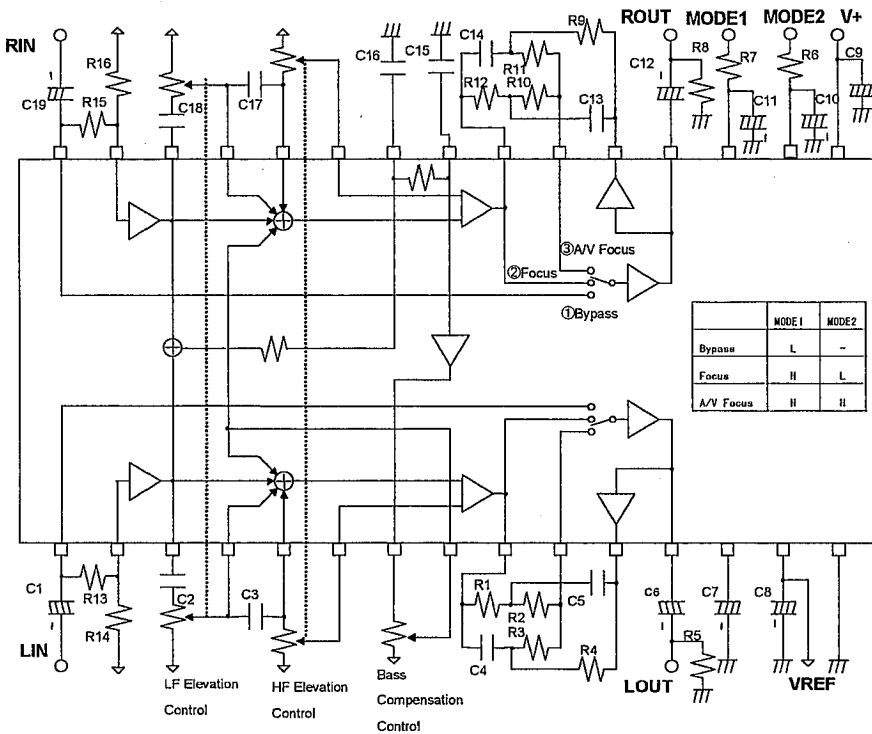 RIN
ROUT
MODE1
MODE2
V+
R16
C19
R15
C18
C17
C16
C15
C14
R9
R11
R12
R10
C13
C12
R8
R7
C11
R6
C10
C9
③A/V Focus
②Focus
①Bypass
MODE1 MODE2
Bypass L –
Focus H L
A/V Focus H H
C1
R13
R14
LIN
C2
C3
R1
R2
R3
C4
C5
R4
C6
R5
C7
C8
LOUT
VREF
LF Elevation
Control
HF Elevation
Control
Bass
Compensation
Control